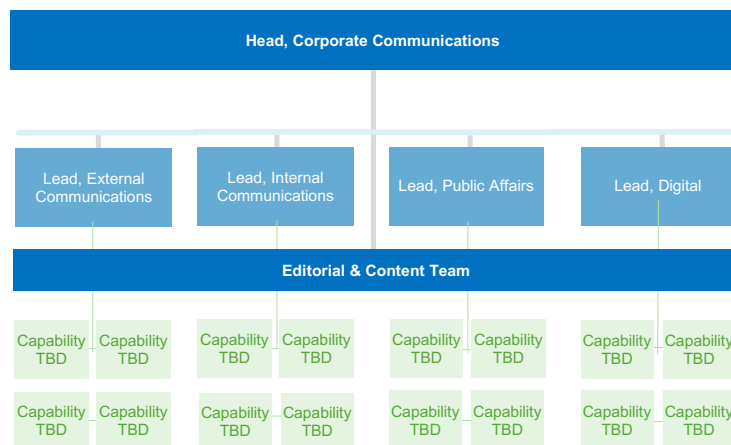 Head, Corporate Communications
Lead, External
Communications
Lead, Internal
Communications
Lead, Public Affairs
Lead, Digital
Editorial & Content Team
Capability
TBD
Capability
TBD
Capability
TBD
Capability
TBD
Capability
TBD
Capability
TBD
Capability
TBD
Capability
TBD
Capability
TBD
Capability
TBD
Capability
TBD
Capability
TBD
Capability
TBD
Capability
TBD
Capability
TBD
Capability
TBD